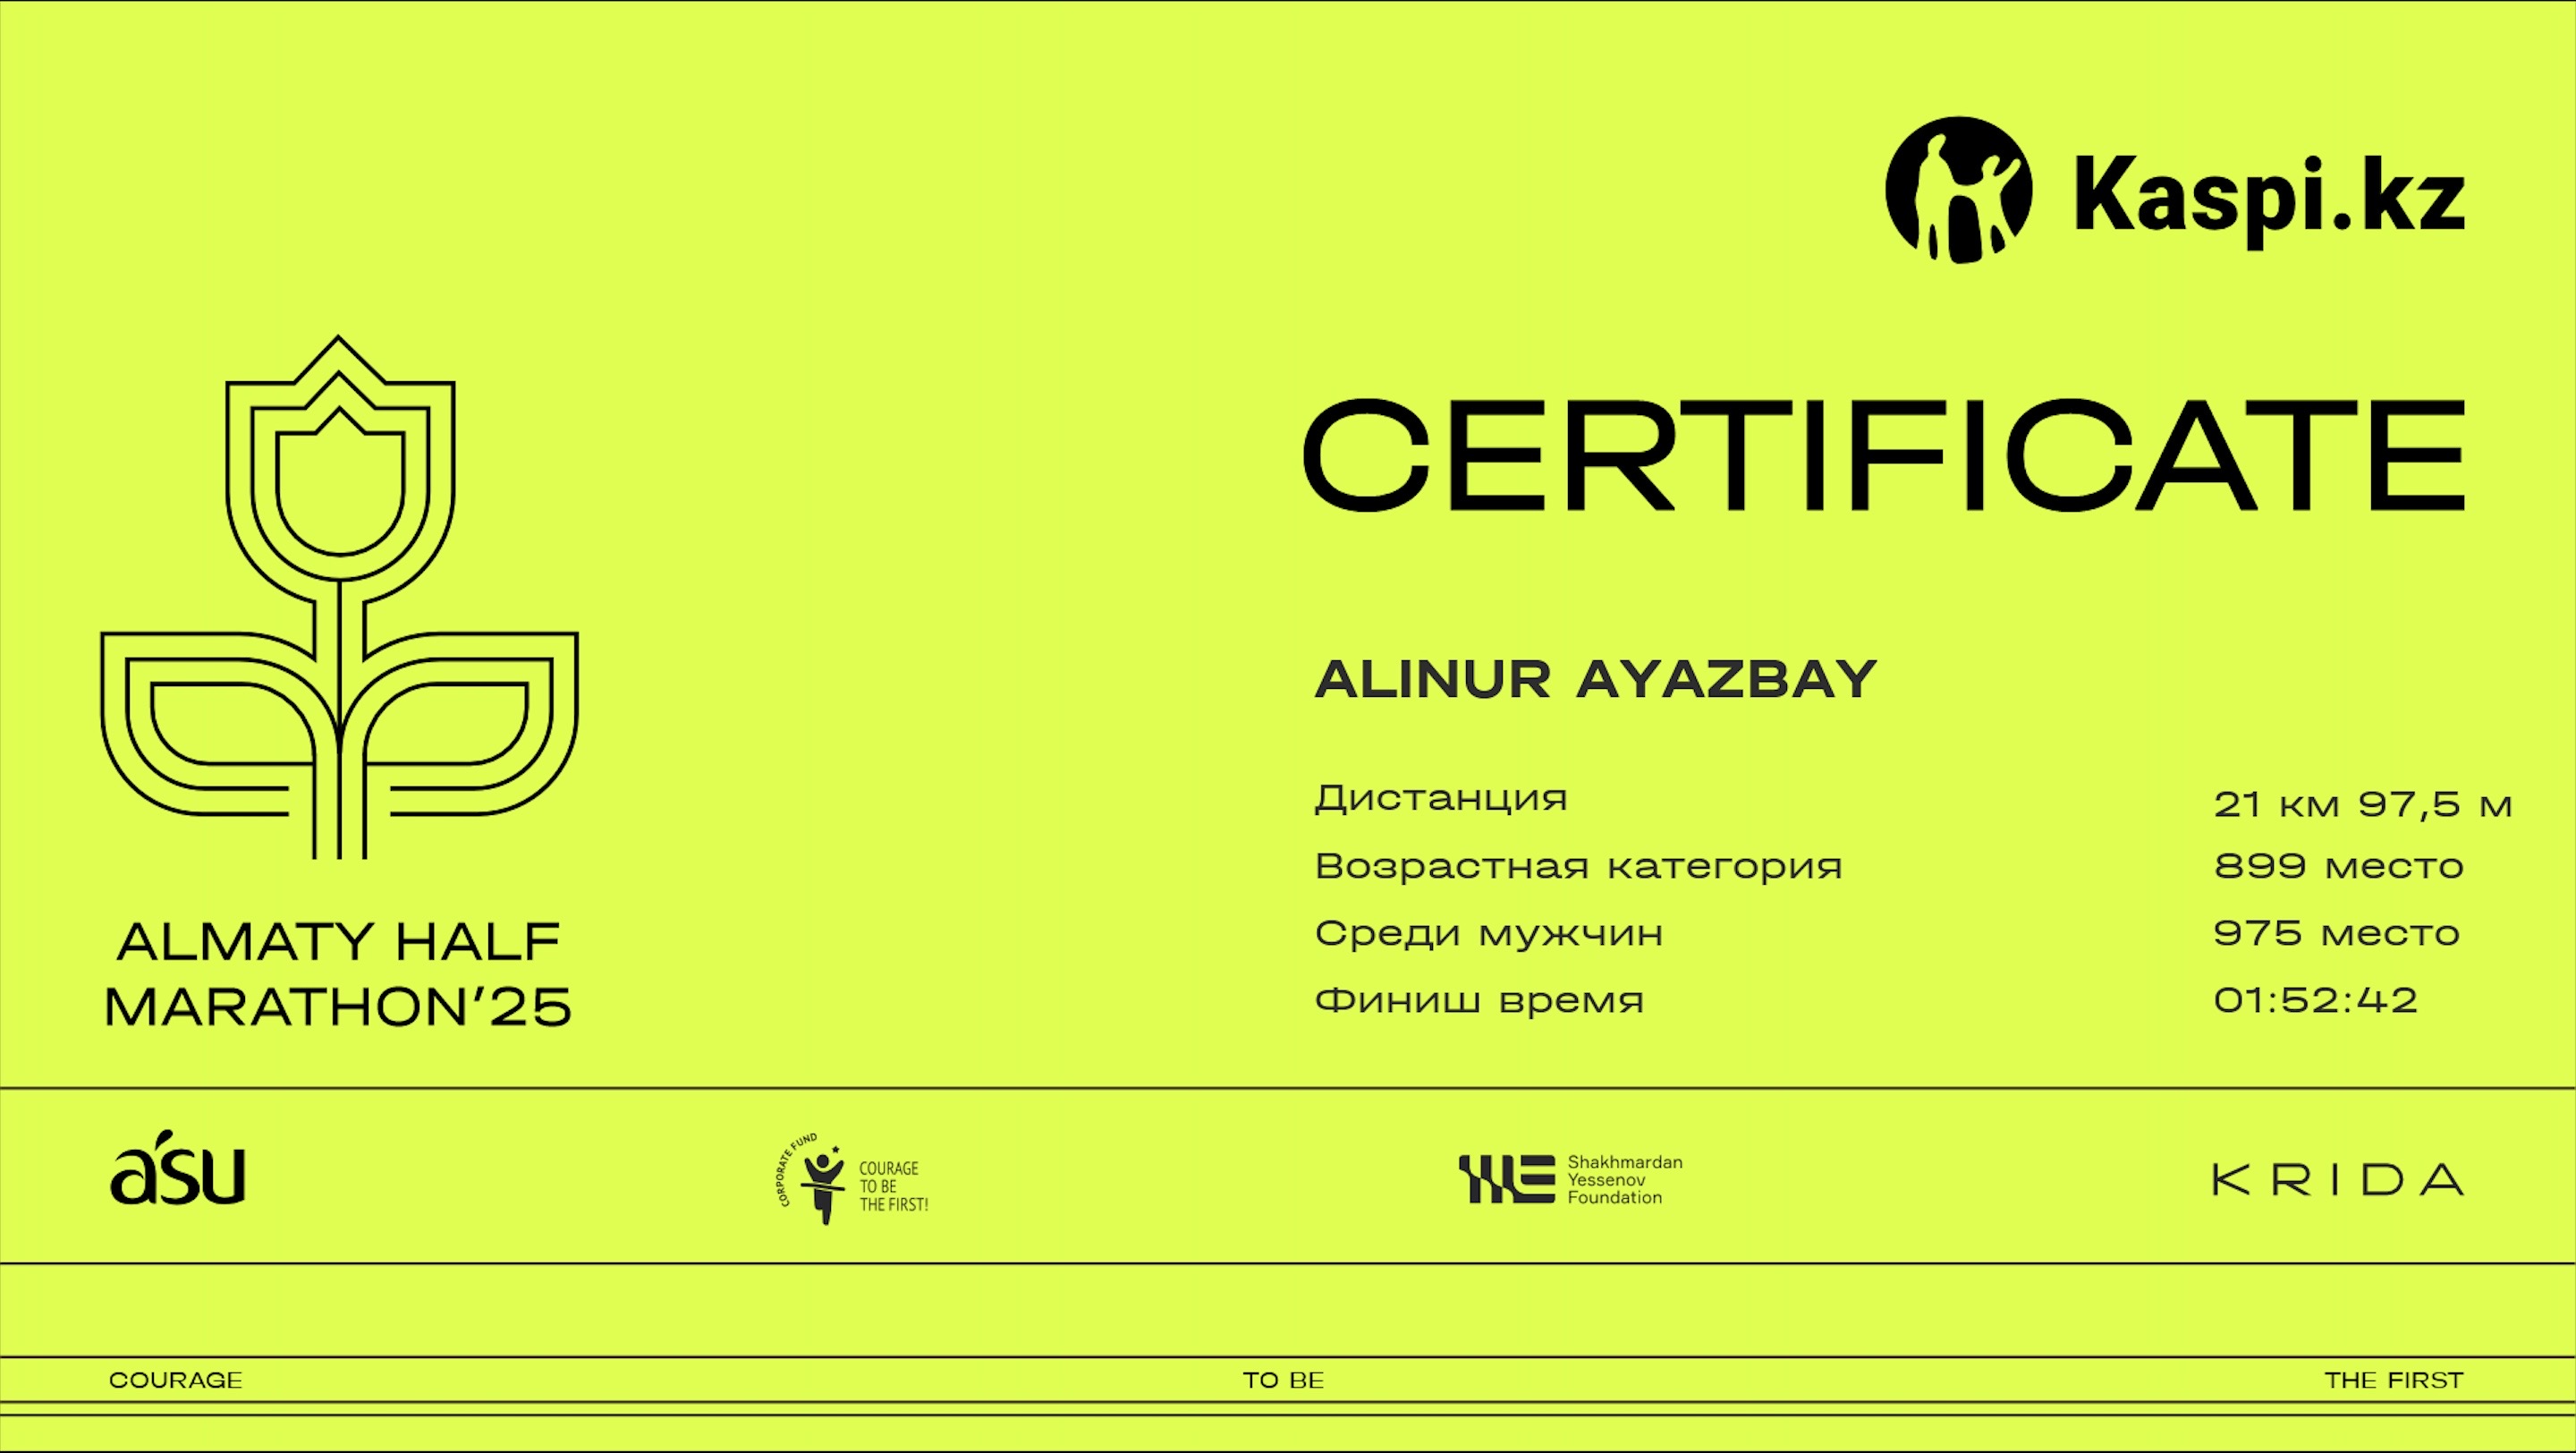 Kaspi.kz
CERTIFICATE
ALINUR AYAZBAY
Дистанция 21 км 97,5 м
Возрастная категория 899 место
Среди мужчин 975 место
Финиш время 01:52:42
ALMATY HALF
MARATHON'25
asu
CORPORATE FUND
COURAGE
TO BE
THE FIRST!
Shakhmardan
Yessenov
Foundation
KRIDA
COURAGE TO BE THE FIRST